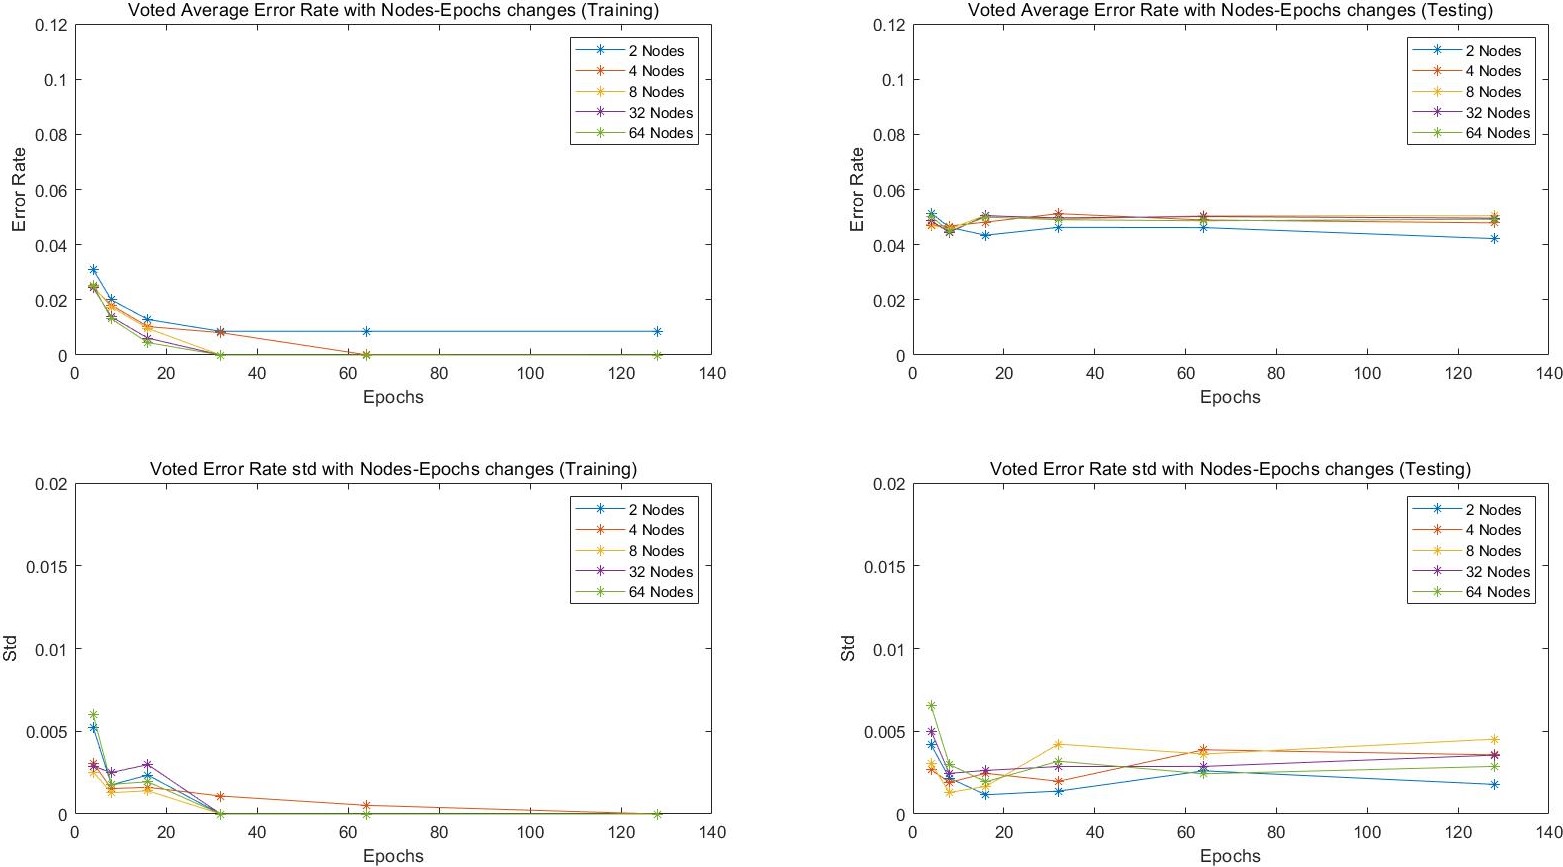 Voted Average Error Rate with Nodes-Epochs changes (Training)
0.12
0.1
0.08
0.06
0.04
0.02
0
Error Rate
2 Nodes
4 Nodes
8 Nodes
32 Nodes
64 Nodes
0 20 40 60 80 100 120 140
Epochs
Voted Average Error Rate with Nodes-Epochs changes (Testing)
0.12
0.1
0.08
0.06
0.04
0.02
0
Error Rate
2 Nodes
4 Nodes
8 Nodes
32 Nodes
64 Nodes
0 20 40 60 80 100 120 140
Epochs
Voted Error Rate std with Nodes-Epochs changes (Training)
0.02
0.015
0.01
0.005
0
Std
2 Nodes
4 Nodes
8 Nodes
32 Nodes
64 Nodes
0 20 40 60 80 100 120 140
Epochs
Voted Error Rate std with Nodes-Epochs changes (Testing)
0.02
0.015
0.01
0.005
0
Std
2 Nodes
4 Nodes
8 Nodes
32 Nodes
64 Nodes
0 20 40 60 80 100 120 140
Epochs